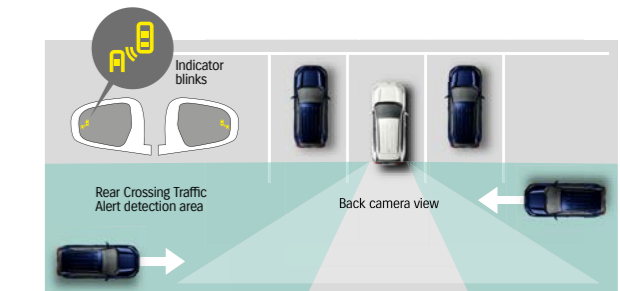 Indicator
blinks
Rear Crossing Traffic
Alert detection area
Back camera view